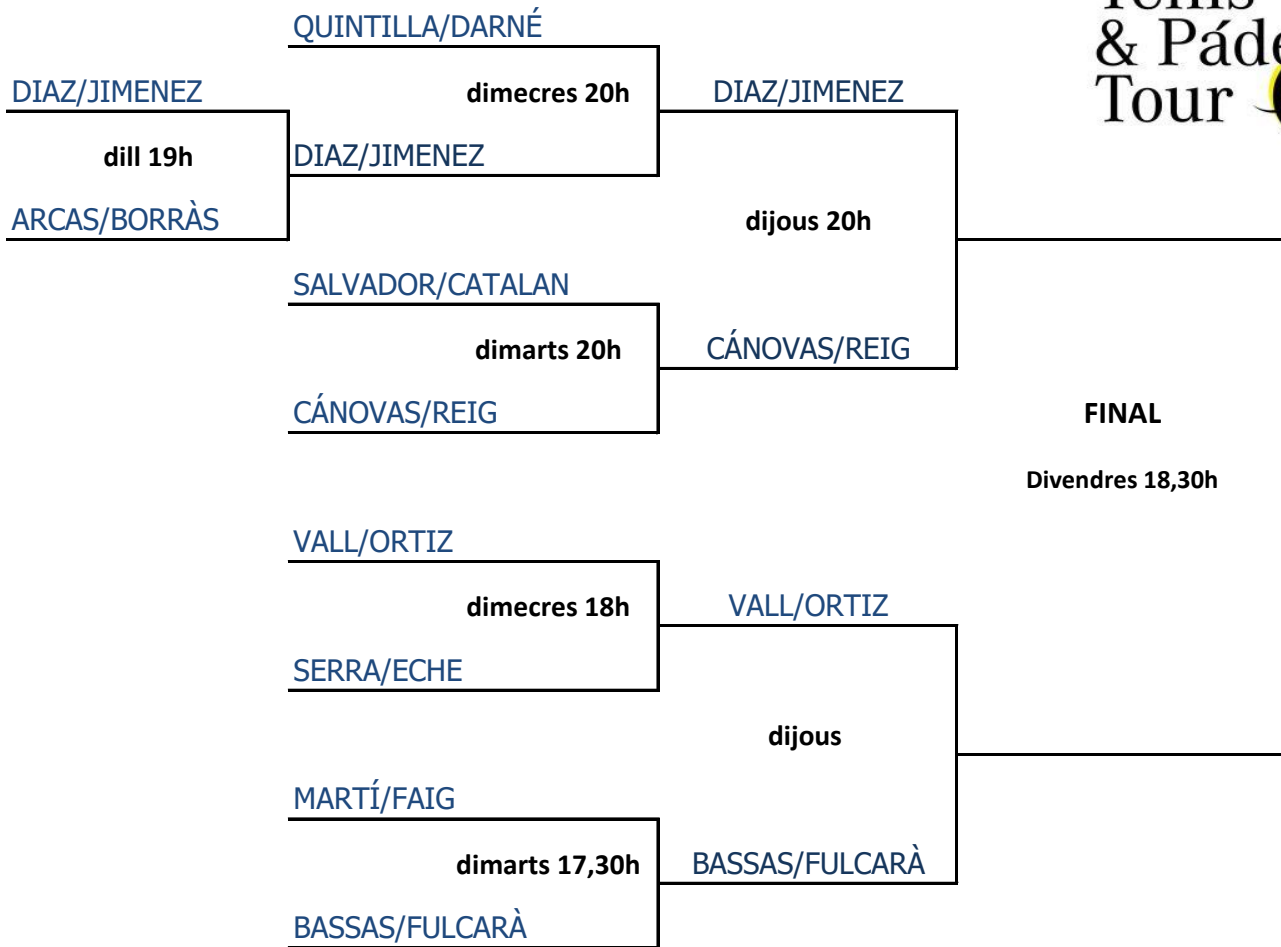 QUINTILLA/DARNÉ
& Páde
Tour
DIAZ/JIMENEZ
dimecres 20h
DIAZ/JIMENEZ
dill 19h
DIAZ/JIMENEZ
ARCAS/BORRÀS
dijous 20h
SALVADOR/CATALAN
dimarts 20h
CÁNOVAS/REIG
CÁNOVAS/REIG
FINAL
Divendres 18,30h
VALL/ORTIZ
dimecres 18h
VALL/ORTIZ
SERRA/ECHE
dijous
MARTÍ/FAIG
dimarts 17,30h
BASSAS/FULCARÀ
BASSAS/FULCARÀ